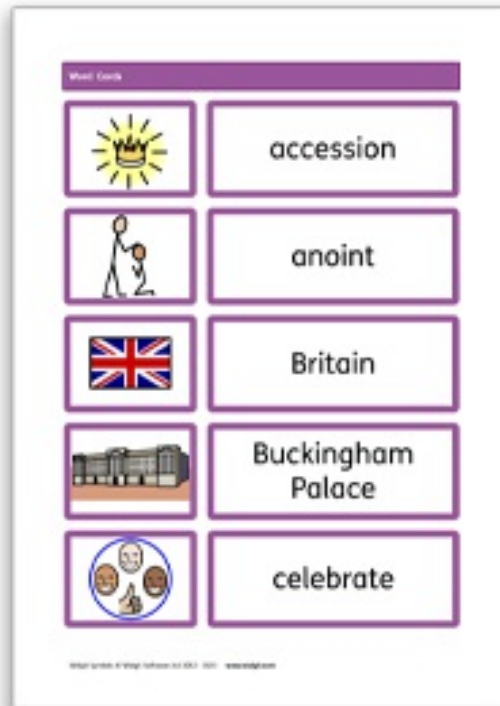 Word Cards
accession
anoint
Britain
Buckingham
Palace
celebrate